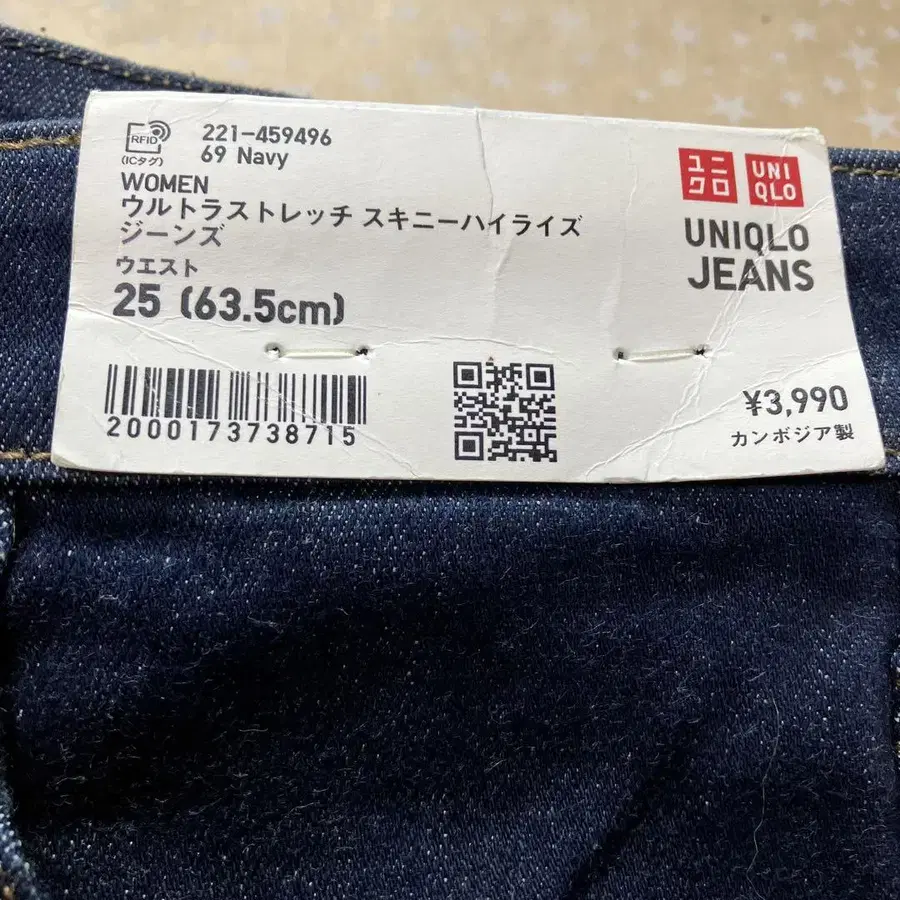 RFID
(ICタグ)
221-459496
69 Navy
WOMEN
ウルトラストレッチ スキニーハイライズ
ジーンズ
ウエスト
25 (63.5cm)
2000173738715
ユニ
クロ
UNI
QLO
UNIQLO
JEANS
¥3,990
カンボジア製